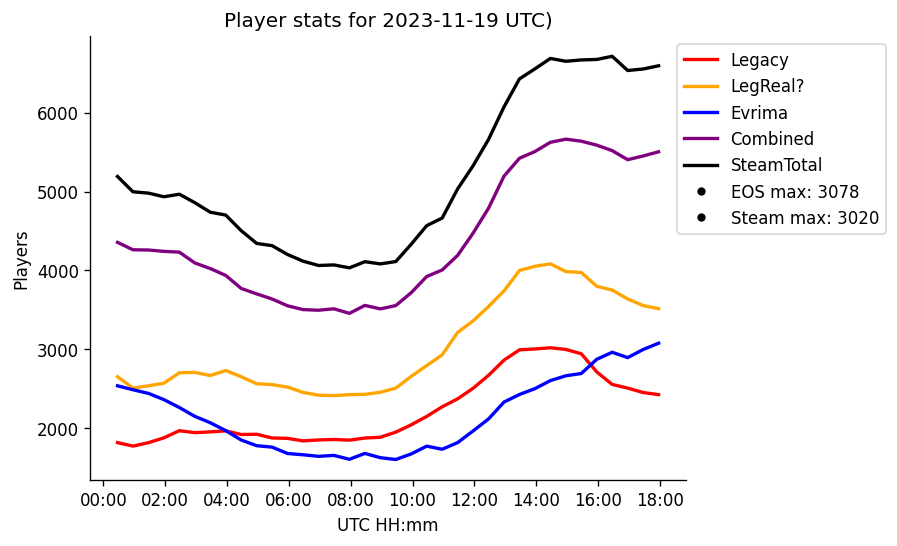 Player stats for 2023-11-19 UTC)
Legacy
LegReal?
Evrima
Combined
SteamTotal
EOS max: 3078
Steam max: 3020
Players
6000
5000
4000
3000
2000
00:00 02:00 04:00 06:00 08:00 10:00 12:00 14:00 16:00 18:00
UTC HH:mm